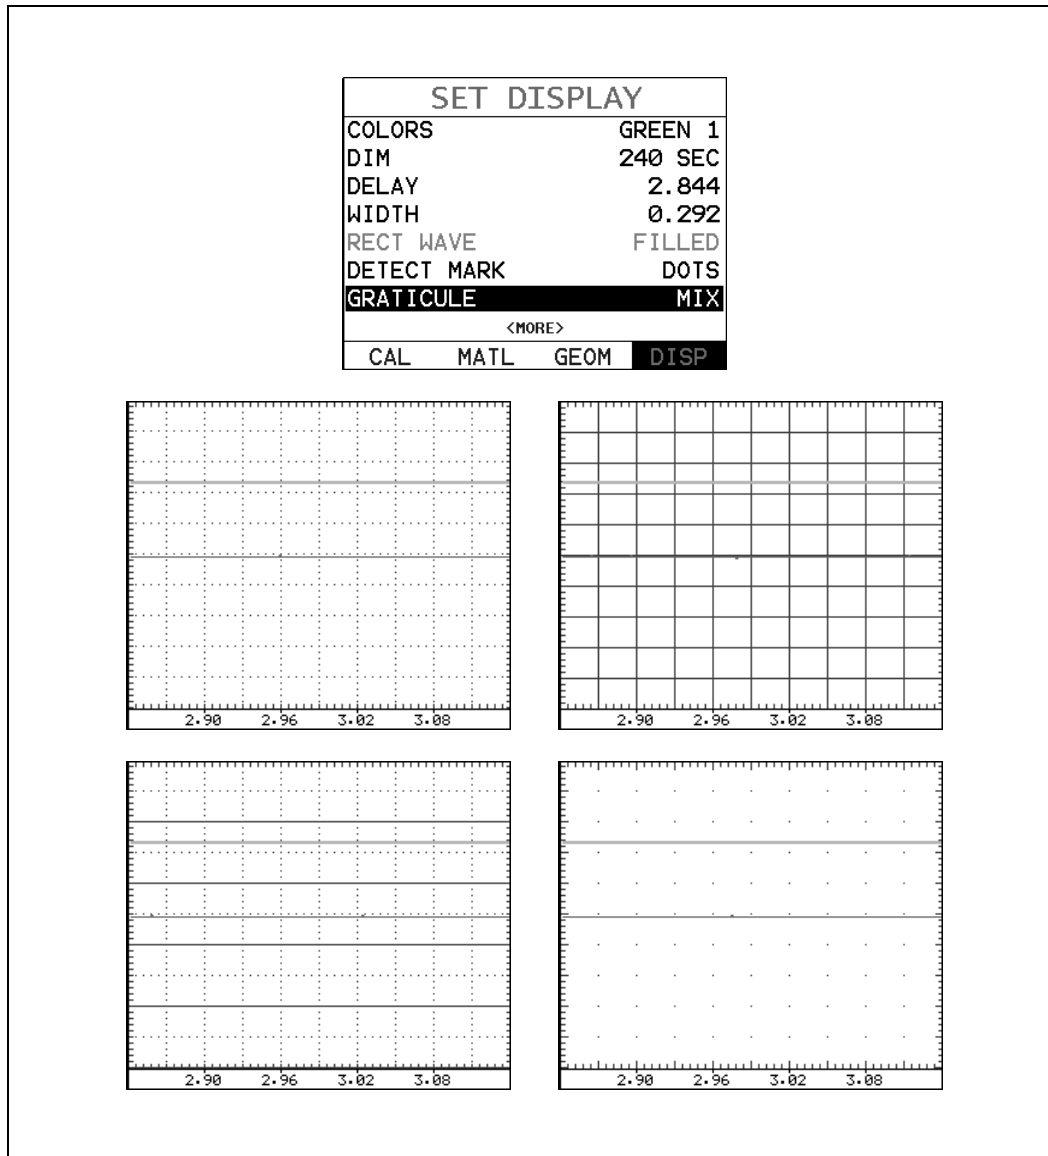 SET DISPLAY
COLORS GREEN 1
DIM 240 SEC
DELAY 2.844
WIDTH 0.292
RECT WAVE FILLED
DETECT MARK DOTS
GRATICULE MIX
<MORE>
CAL MATL GEOM DISP
2.90 2.96 3.02 3.08
2.90 2.96 3.02 3.08
2.90 2.96 3.02 3.08
2.90 2.96 3.02 3.08